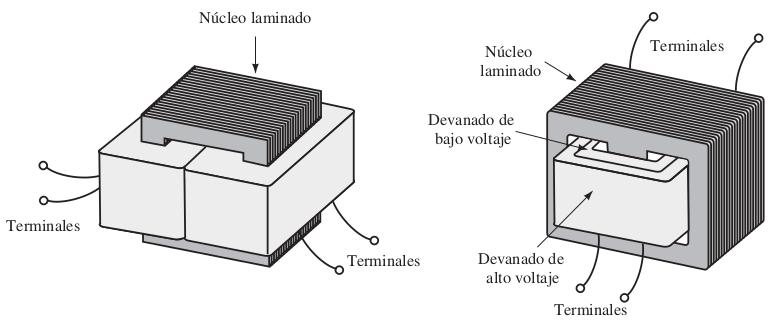 Núcleo laminado
Terminales
Terminales
Núcleo
laminado
Terminales
Devanado de
bajo voltaje
Devanado de
alto voltaje
Terminales